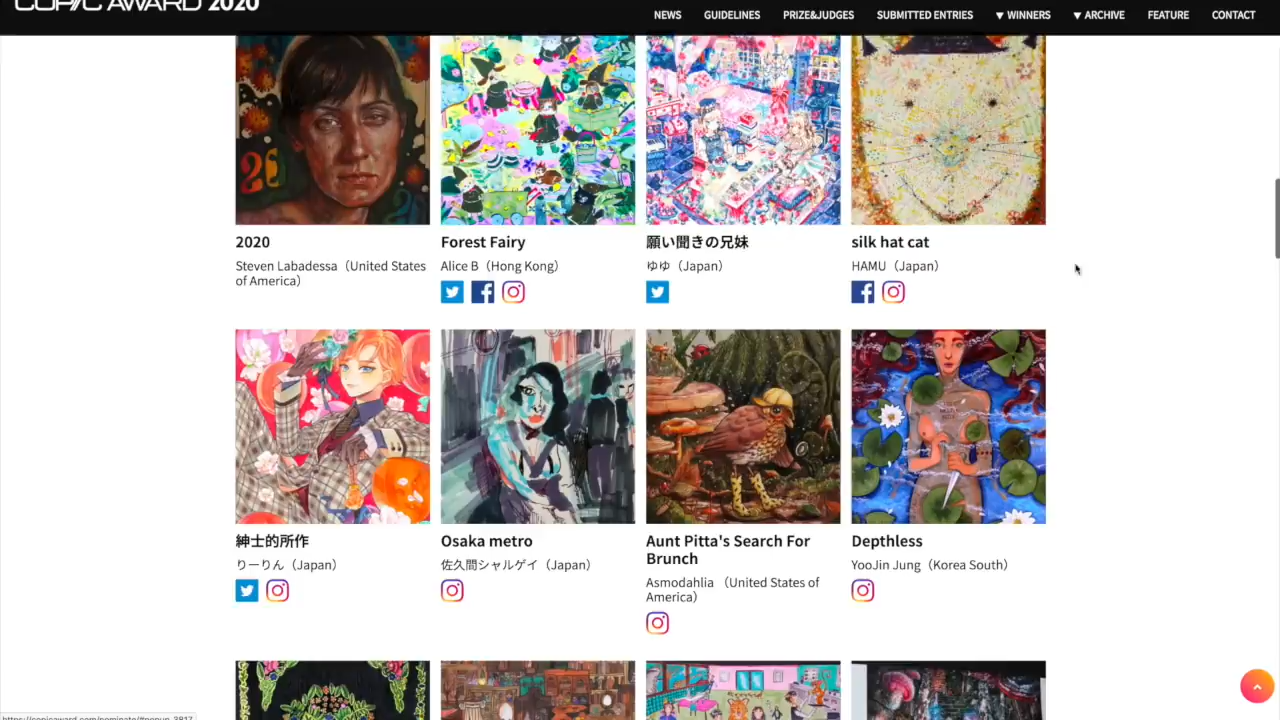 COPIC AWARD 2020
NEWS GUIDELINES PRIZE&JUDGES SUBMITTED ENTRIES ▼ WINNERS ▼ ARCHIVE FEATURE CONTACT
2020
Steven Labadessa（United States
of America）
Forest Fairy
Alice B（Hong Kong）
願い聞きの兄妹
ゆゆ（Japan）
silk hat cat
HAMU（Japan）
紳士的所作
りーりん（Japan）
Osaka metro
佐久間シャルゲイ（Japan）
Aunt Pitta's Search For
Brunch
Asmodahlia （United States of
America）
Depthless
YooJin Jung（Korea South）